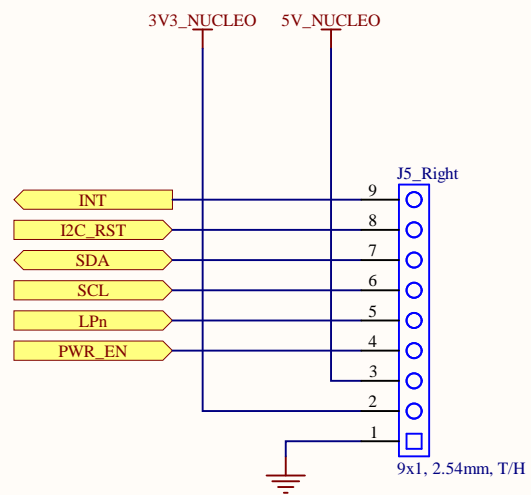 3V3_NUCLEO 5V_NUCLEO
J5_Right
INT 9
I2C_RST 8
SDA 7
SCL 6
LPn 5
PWR_EN 4
3
2
1
9x1, 2.54mm, T/H